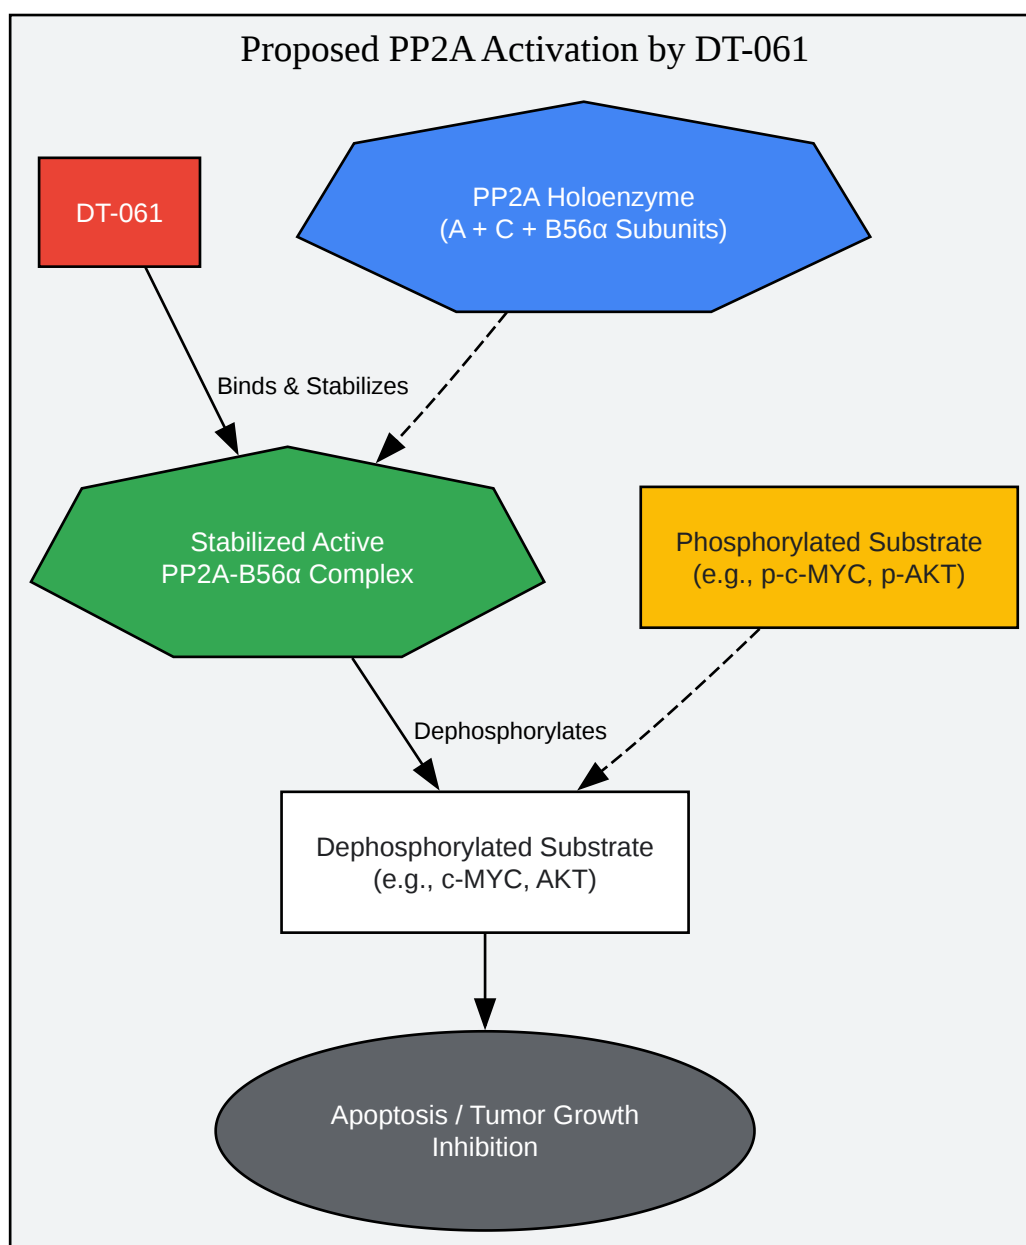 Proposed PP2A Activation by DT-061
DT-061
PP2A Holoenzyme
(A + C + B56α Subunits)
Binds & Stabilizes
Stabilized Active
PP2A-B56α Complex
Phosphorylated Substrate
(e.g., p-c-MYC, p-AKT)
Dephosphorylates
Dephosphorylated Substrate
(e.g., c-MYC, AKT)
Apoptosis / Tumor Growth
Inhibition